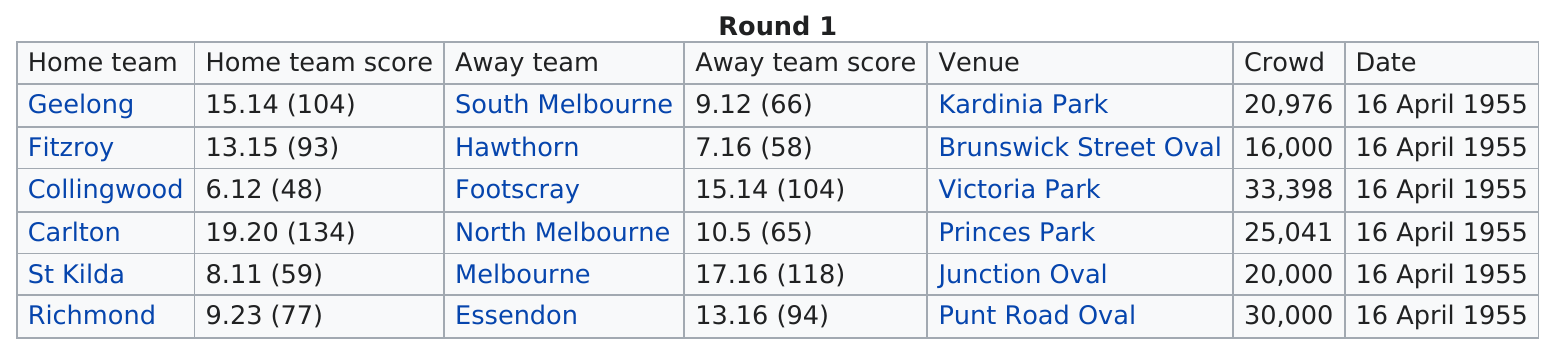 Round 1
Home team Home team score Away team Away team score Venue Crowd Date
Geelong 15.14 (104) South Melbourne 9.12 (66) Kardinia Park 20,976 16 April 1955
Fitzroy 13.15 (93) Hawthorn 7.16 (58) Brunswick Street Oval 16,000 16 April 1955
Collingwood 6.12 (48) Footscray 15.14 (104) Victoria Park 33,398 16 April 1955
Carlton 19.20 (134) North Melbourne 10.5 (65) Princes Park 25,041 16 April 1955
St Kilda 8.11 (59) Melbourne 17.16 (118) Junction Oval 20,000 16 April 1955
Richmond 9.23 (77) Essendon 13.16 (94) Punt Road Oval 30,000 16 April 1955